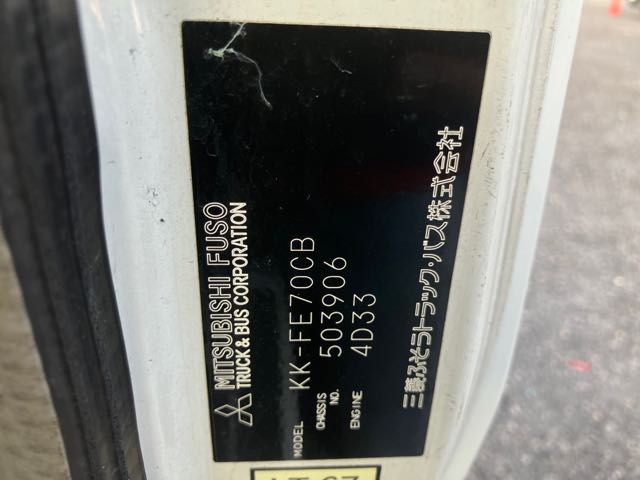 MITSUBISHI FUSO
TRUCK & BUS CORPORATION
MODEL KK-FE70CB
CHASSIS NO. 503906
ENGINE 4D33
三菱ふそうトラック・バス株式会社